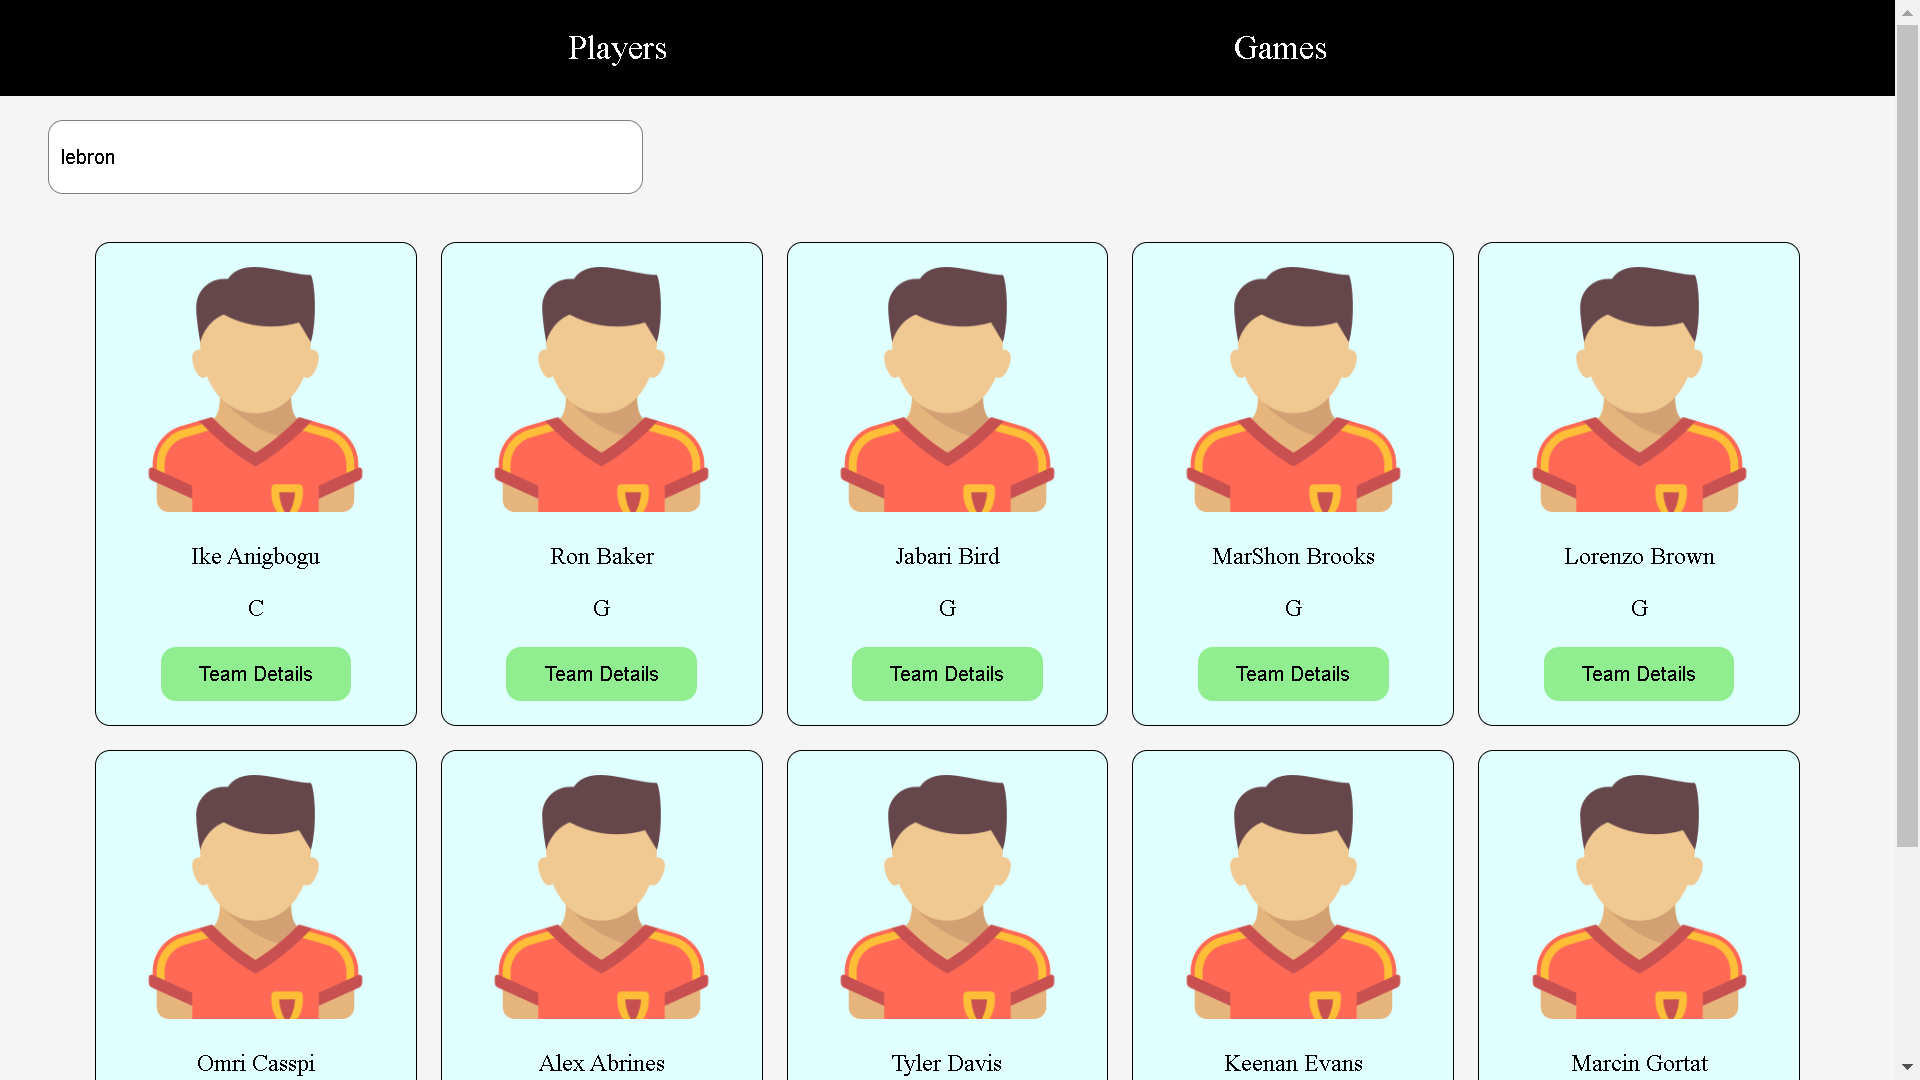 Players Games
lebron
Ike Anigbogu Ron Baker Jabari Bird MarShon Brooks Lorenzo Brown
C G G G G
Team Details Team Details Team Details Team Details Team Details
Omri Casspi Alex Abrines Tyler Davis Keenan Evans Marcin Gortat